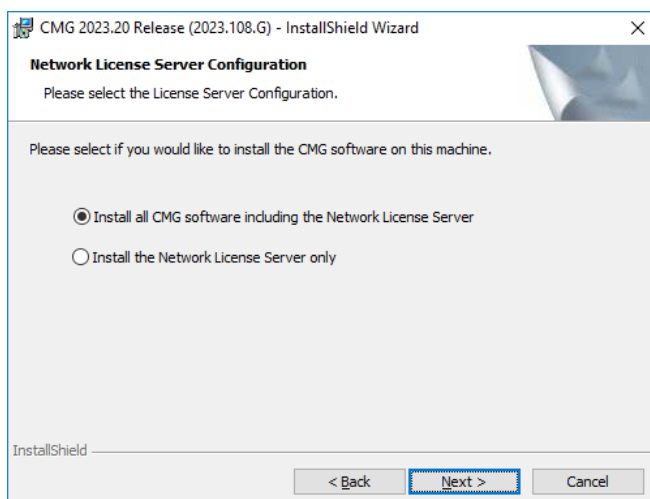 CMG 2023.20 Release (2023.108.G) - InstallShield Wizard
Network License Server Configuration
Please select the License Server Configuration.
Please select if you would like to install the CMG software on this machine.
Install all CMG software including the Network License Server
Install the Network License Server only
InstallShield
< Back
Next >
Cancel